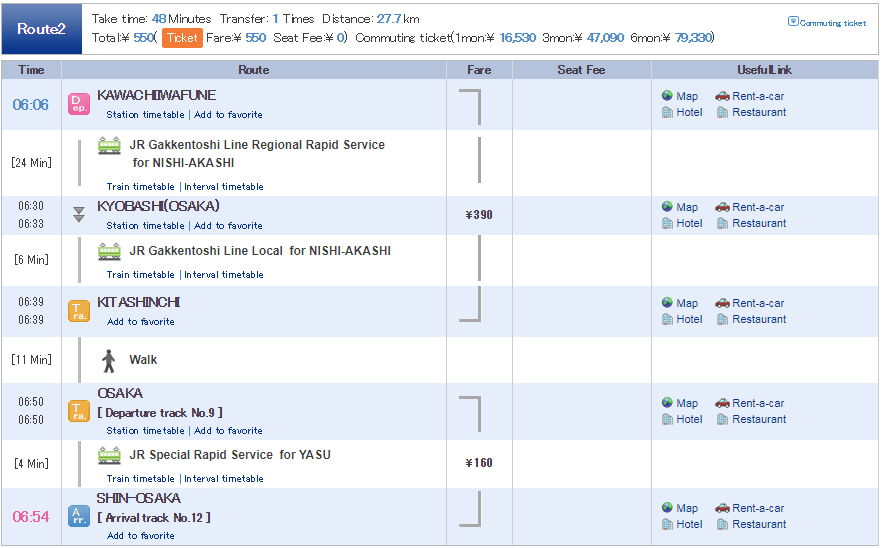 Route2
Take time: 48 Minutes Transfer: 1 Times Distance: 27.7 km
Total:¥ 550( Ticket Fare:¥ 550 Seat Fee:¥ 0) Commuting ticket(1mon:¥ 16,530 3mon:¥ 47,090 6mon:¥ 79,330)
Commuting ticket
Time Route Fare Seat Fee UsefulLink
06:06 Dep. KAWACHIIWAFUNE
Station timetable | Add to favorite
Map Rent-a-car
Hotel Restaurant
[24 Min] JR Gakkentoshi Line Regional Rapid Service
for NISHI-AKASHI
Train timetable | Interval timetable
06:30
06:33
KYOBASHI(OSAKA)
Station timetable | Add to favorite
¥390
Map Rent-a-car
Hotel Restaurant
[6 Min] JR Gakkentoshi Line Local for NISHI-AKASHI
Train timetable | Interval timetable
06:39
06:39
Tra. KITASHINCHI
Add to favorite
Map Rent-a-car
Hotel Restaurant
[11 Min] Walk
06:50
06:50
Tra. OSAKA
[ Departure track No.9 ]
Station timetable | Add to favorite
Map Rent-a-car
Hotel Restaurant
[4 Min] JR Special Rapid Service for YASU
Train timetable | Interval timetable
¥160
06:54 Arr. SHIN-OSAKA
[ Arrival track No.12 ]
Add to favorite
Map Rent-a-car
Hotel Restaurant